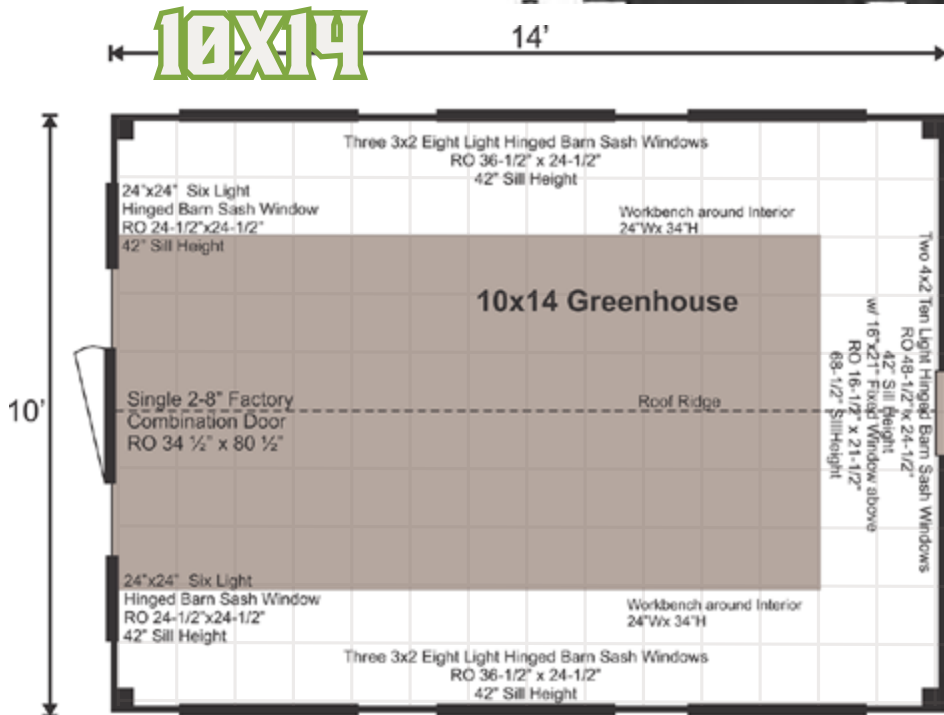 10X14
14’
Three 3x2 Eight Light Hinged Barn Sash Windows
RO 36-1/2" x 24-1/2"
42" Sill Height
24"x24" Six Light
Hinged Barn Sash Window
RO 24-1/2"x24-1/2"
42" Sill Height
Workbench around Interior
24"Wx 34"H
10x14 Greenhouse
Two 4x2 Ten Light Hinged Barn Sash Windows
RO 48-1/2" x 24-1/2"
42" Sill Height
w/ 16"x21" Fixed Window above
RO 16-1/2" x 21-1/2"
68-1/2" SillHeight
10’
Single 2-8" Factory
Combination Door
RO 34 ½" x 80 ½"
Roof Ridge
24"x24" Six Light
Hinged Barn Sash Window
RO 24-1/2"x24-1/2"
42" Sill Height
Workbench around Interior
24"Wx 34"H
Three 3x2 Eight Light Hinged Barn Sash Windows
RO 36-1/2" x 24-1/2"
42" Sill Height